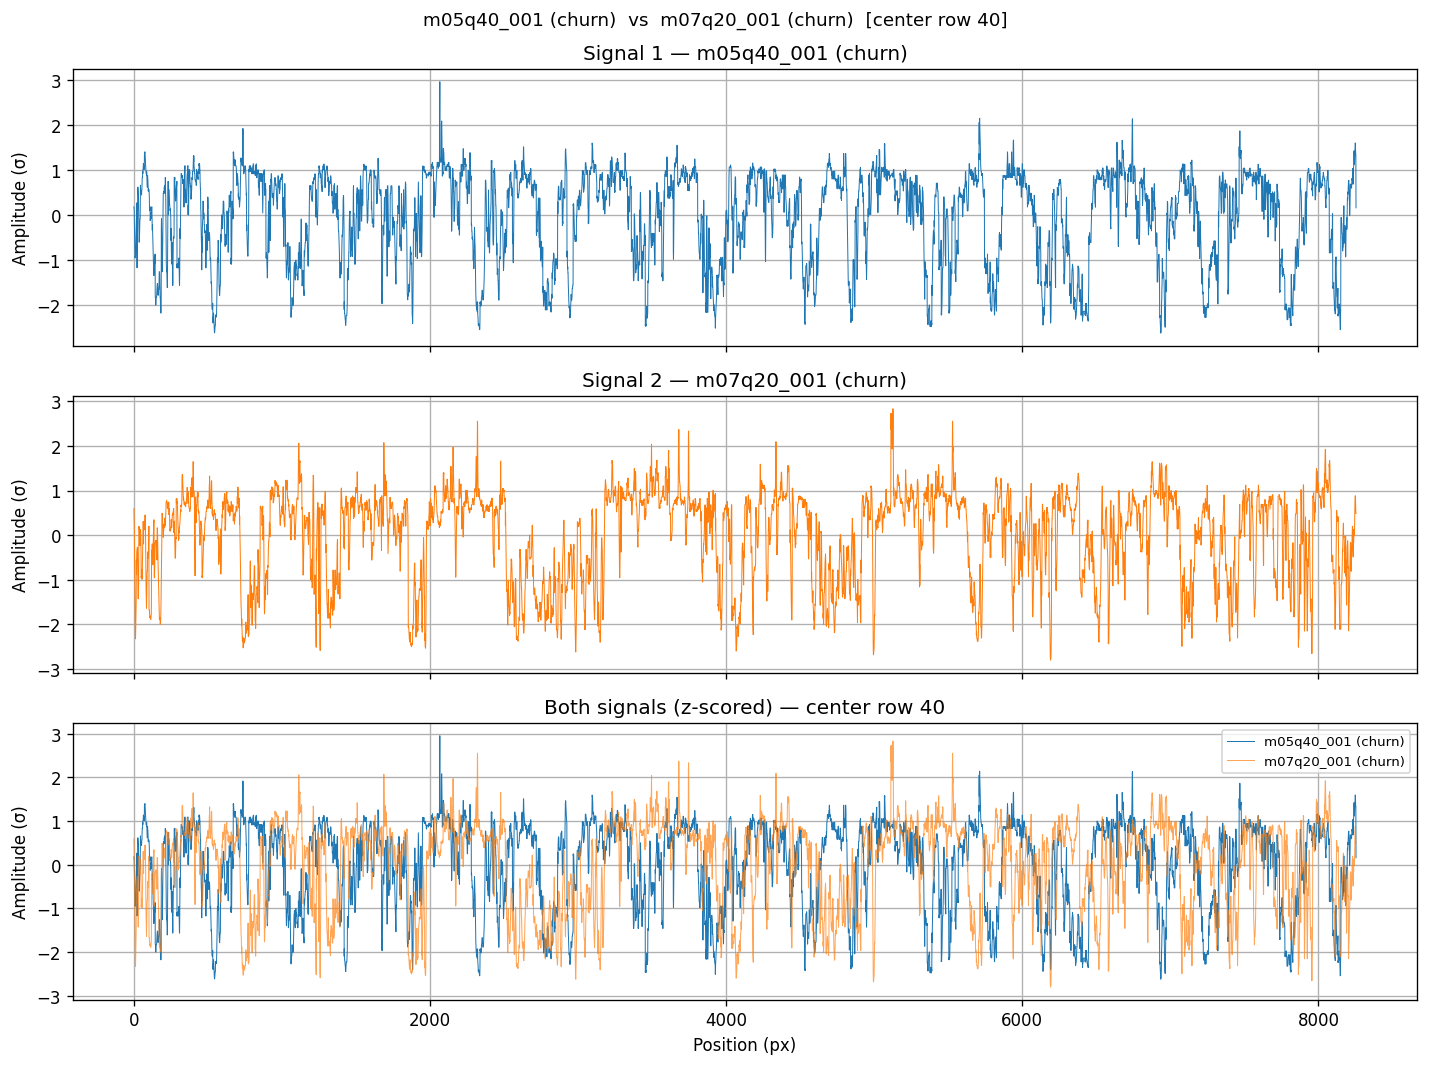 m05q40_001 (churn)  vs  m07q20_001 (churn)  [center row 40]
Signal 1 — m05q40_001 (churn)
Amplitude (σ)
3
2
1
0
−1
−2
Signal 2 — m07q20_001 (churn)
Amplitude (σ)
3
2
1
0
−1
−2
−3
Both signals (z-scored) — center row 40
Amplitude (σ)
3
2
1
0
−1
−2
−3
m05q40_001 (churn)
m07q20_001 (churn)
0 2000 4000 6000 8000
Position (px)